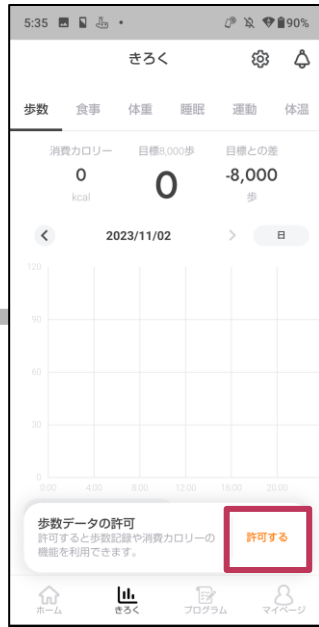 5:35 90%
きろく
歩数 食事 体重 睡眠 運動 体温
消費カロリー 目標8,000歩 目標との差
0 0 -8,000
kcal 歩
2023/11/02 日
120
90
60
30
0
0:00 4:00 8:00 12:00 16:00 20:00
歩数データの許可
許可すると歩数記録や消費カロリーの
機能を利用できます。
許可する
ホーム きろく プログラム マイページ